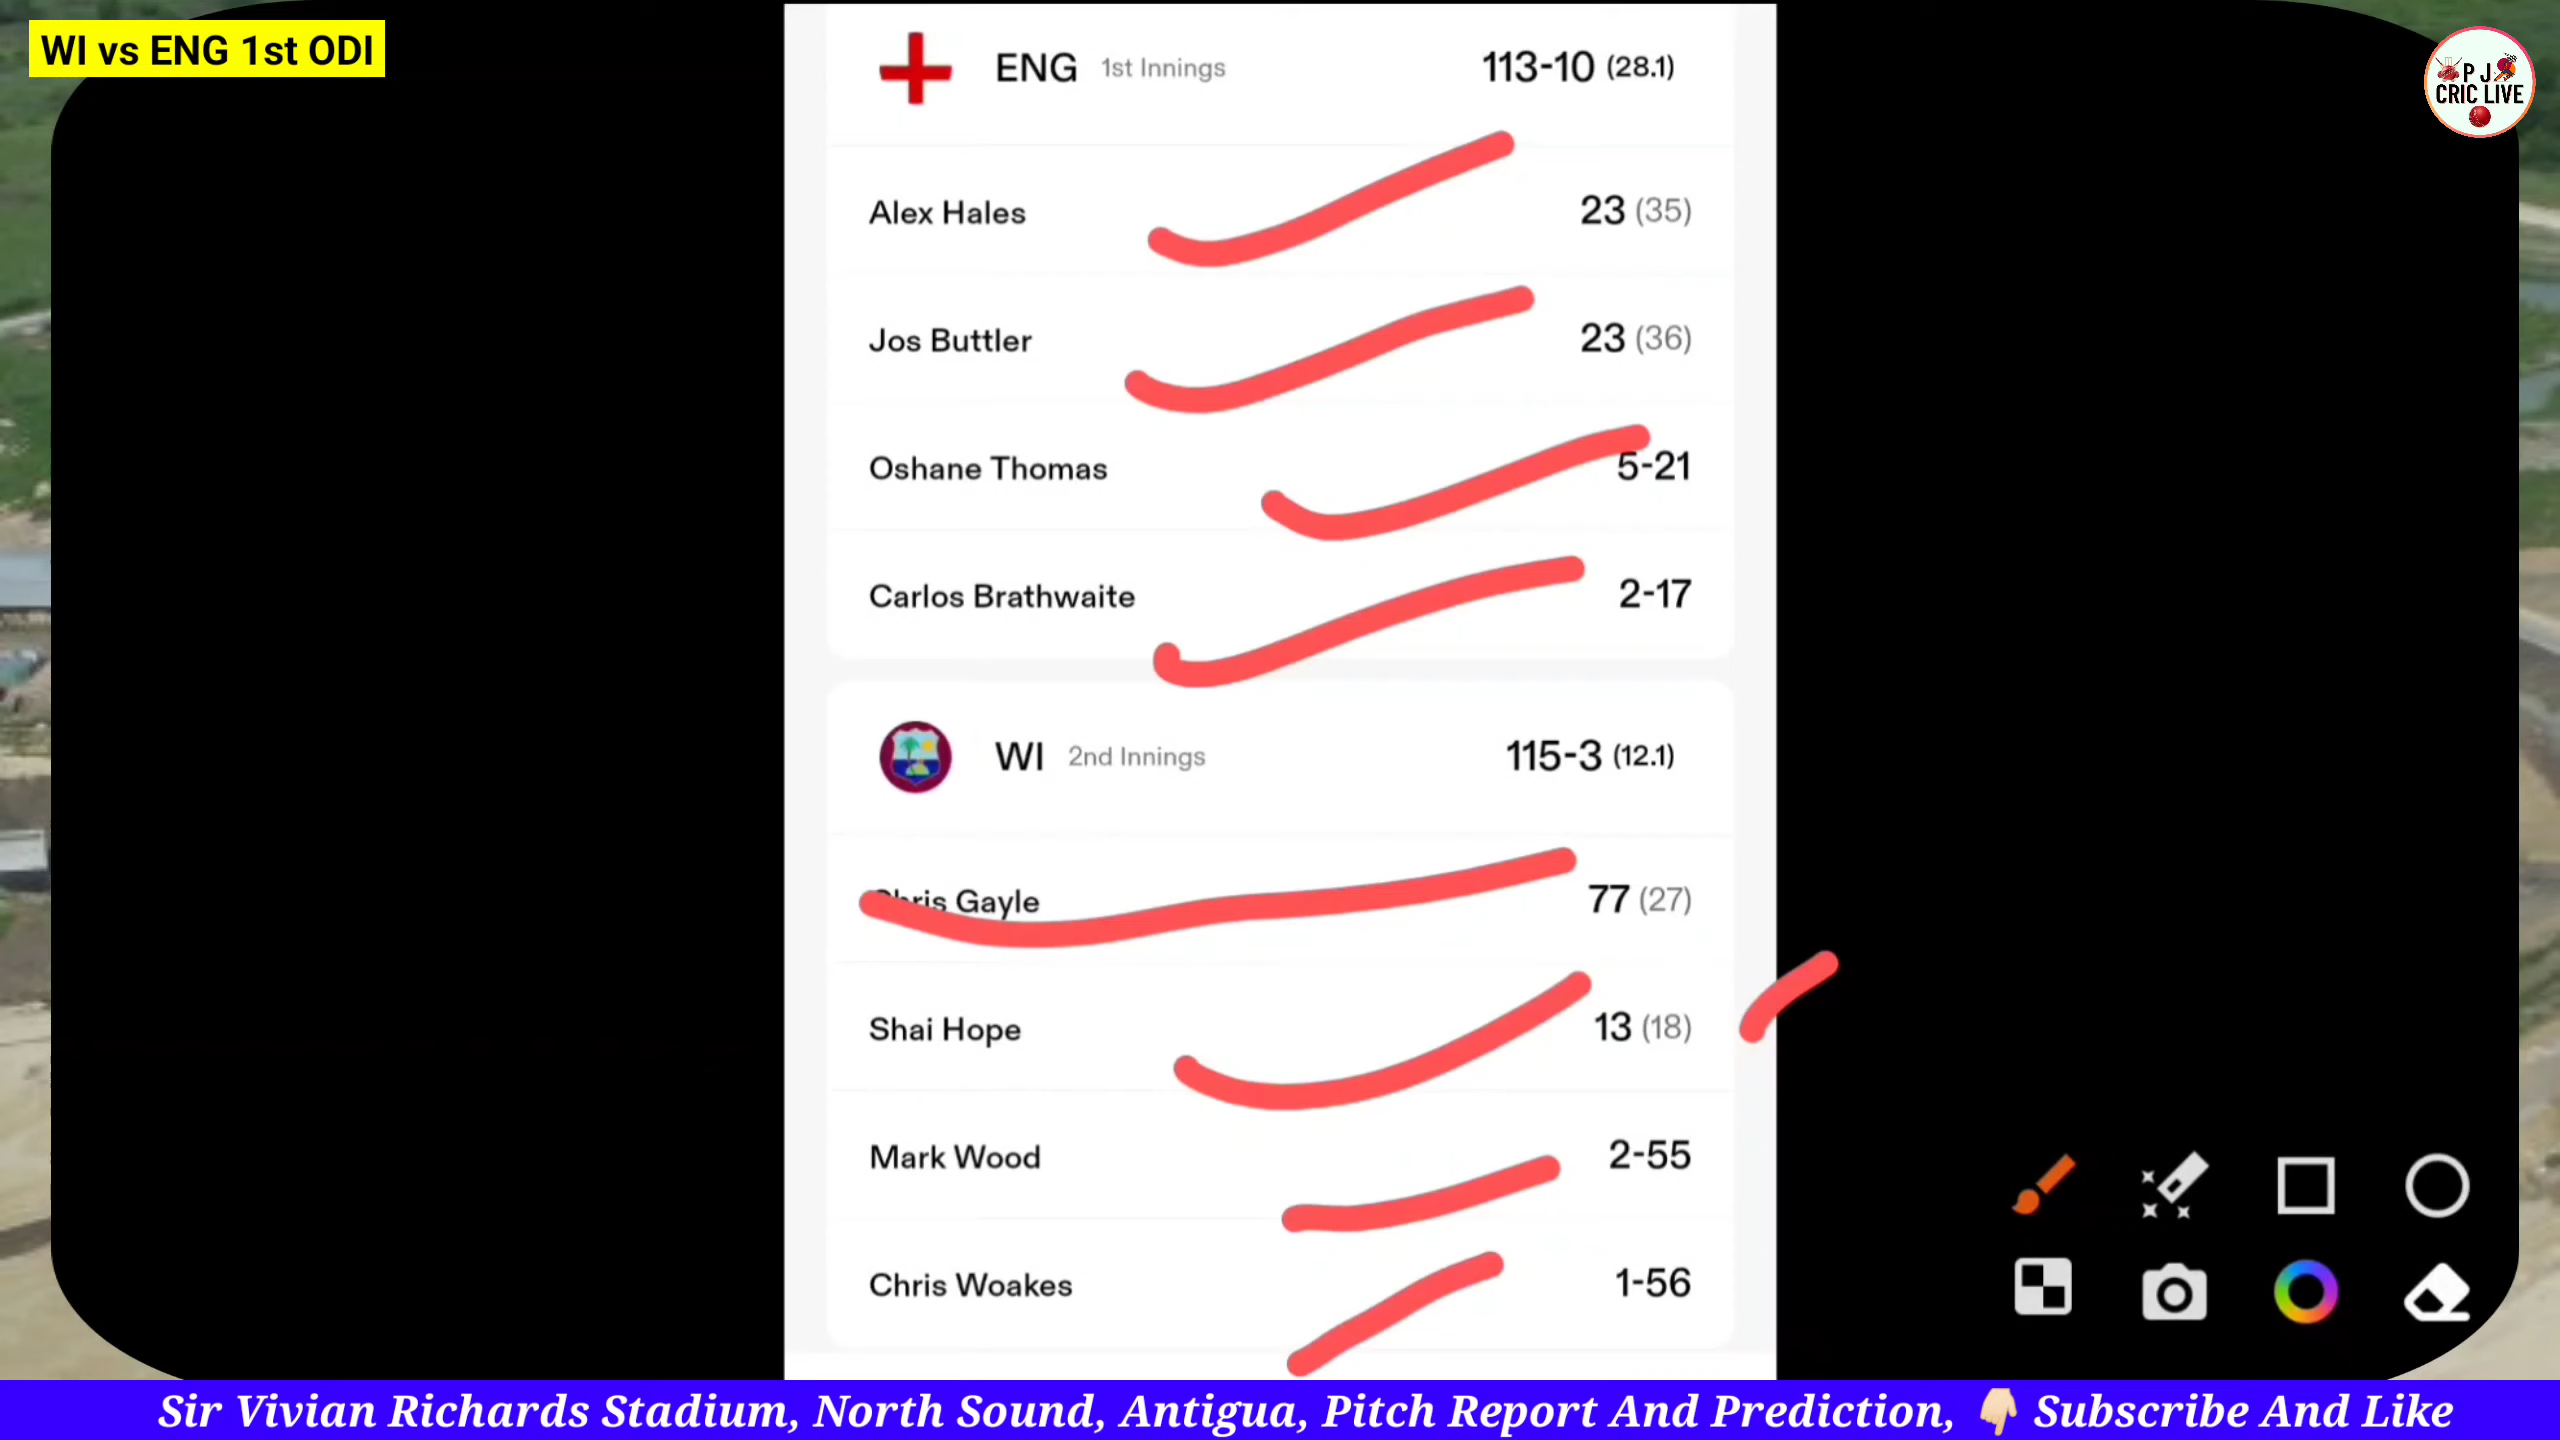 WI vs ENG 1st ODI
P J
CRIC LIVE
ENG 1st Innings 113-10 (28.1)
Alex Hales 23 (35)
Jos Buttler 23 (36)
Oshane Thomas 5-21
Carlos Brathwaite 2-17
WI 2nd Innings 115-3 (12.1)
Chris Gayle 77 (27)
Shai Hope 13 (18)
Mark Wood 2-55
Chris Woakes 1-56
Sir Vivian Richards Stadium, North Sound, Antigua, Pitch Report And Prediction, 👇🏻 Subscribe And Like